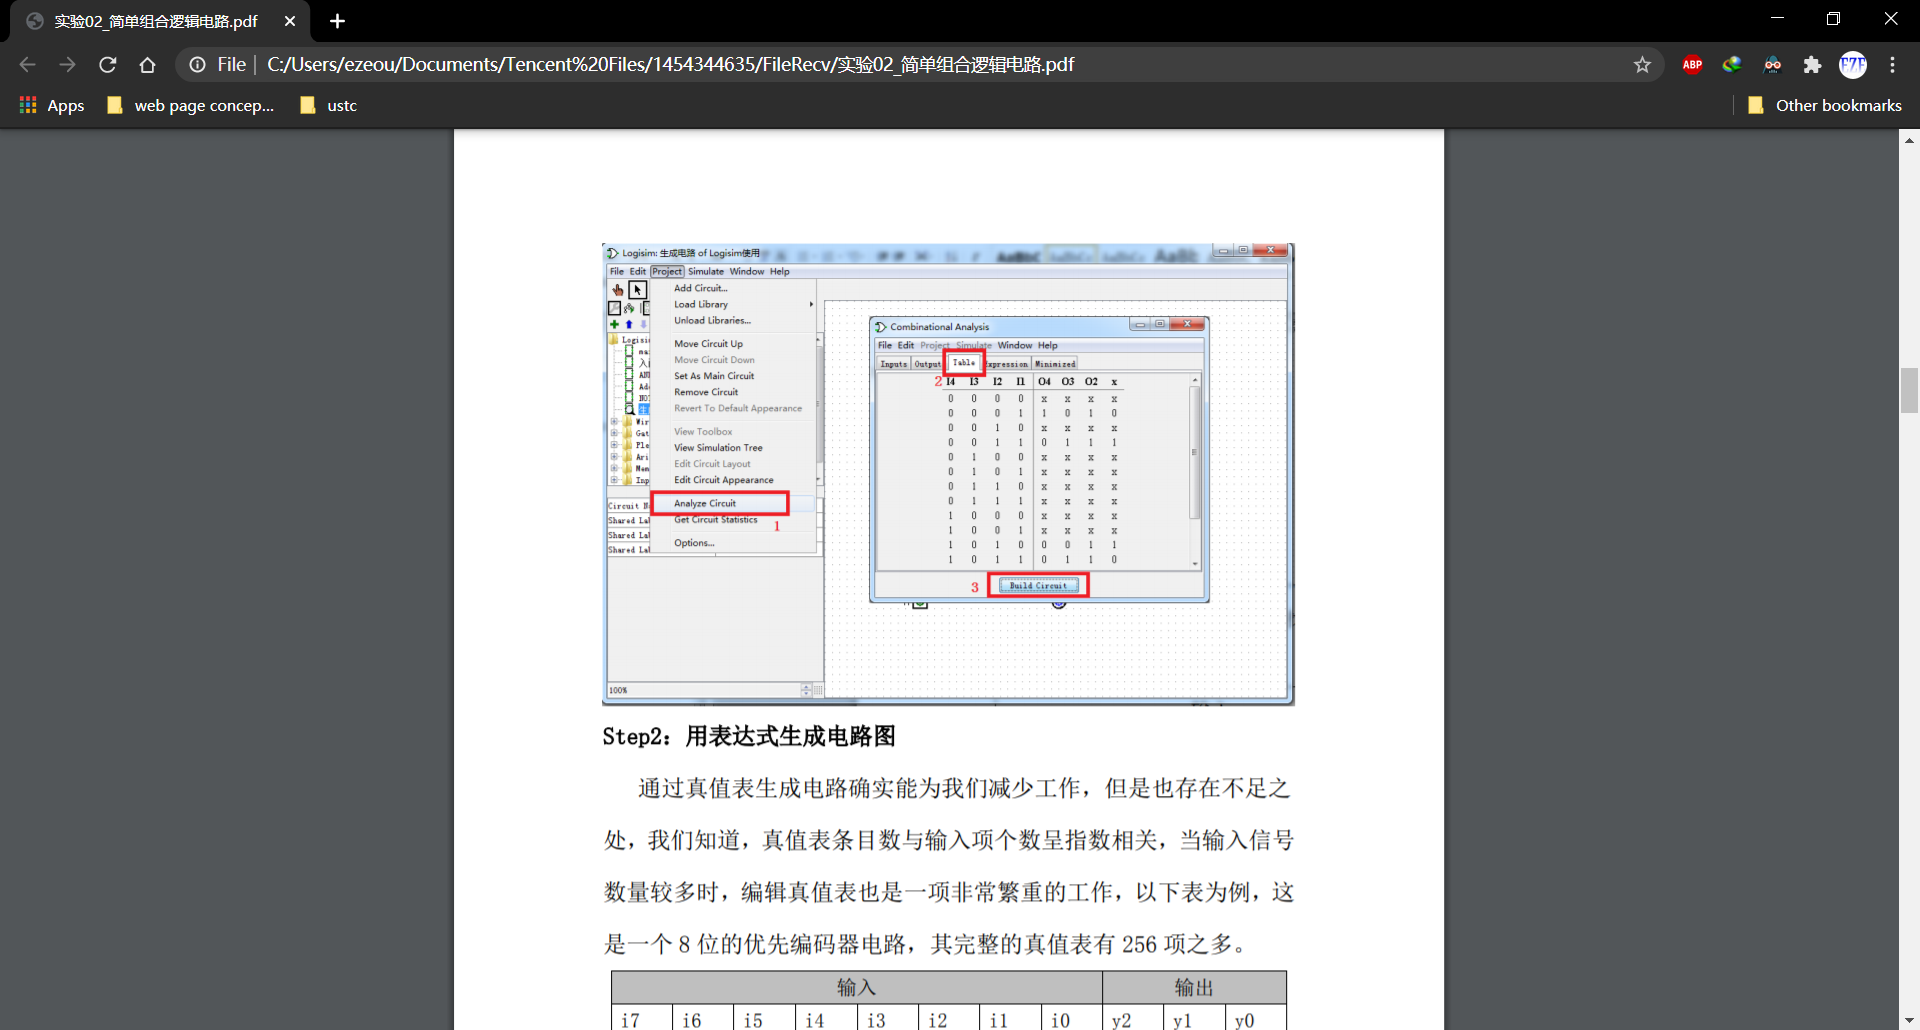 实验02_简单组合逻辑电路.pdf
File C:/Users/ezeou/Documents/Tencent%20Files/1454344635/FileRecv/实验02_简单组合逻辑电路.pdf
ABP
EZE
Apps web page concep... ustc Other bookmarks
Logisim: 生成电路 of Logisim使用
File Edit Project Simulate Window Help
Add Circuit...
Load Library
Unload Libraries...
Move Circuit Up
Move Circuit Down
Set As Main Circuit
Remove Circuit
Revert To Default Appearance
View Toolbox
View Simulation Tree
Edit Circuit Layout
Edit Circuit Appearance
Analyze Circuit
Get Circuit Statistics 1
Options...
Circuit N
Shared La
Shared La
Shared La
100%
Combinational Analysis
File Edit Project Simulate Window Help
Inputs Output Table xpression Minimized
2 I4 I3 I2 I1 O4 O3 O2 x
0 0 0 0 x x x x
0 0 0 1 1 0 1 0
0 0 1 0 x x x x
0 0 1 1 0 1 1 1
0 1 0 0 x x x x
0 1 0 1 x x x x
0 1 1 0 x x x x
0 1 1 1 x x x x
1 0 0 0 x x x x
1 0 0 1 x x x x
1 0 1 0 0 0 1 1
1 0 1 1 0 1 1 0
3 Build Circuit
Step2：用表达式生成电路图
通过真值表生成电路确实能为我们减少工作，但是也存在不足之
处，我们知道，真值表条目数与输入项个数呈指数相关，当输入信号
数量较多时，编辑真值表也是一项非常繁重的工作，以下表为例，这
是一个 8 位的优先编码器电路，其完整的真值表有 256 项之多。
输入 输出
i7 i6 i5 i4 i3 i2 i1 i0 y2 y1 y0